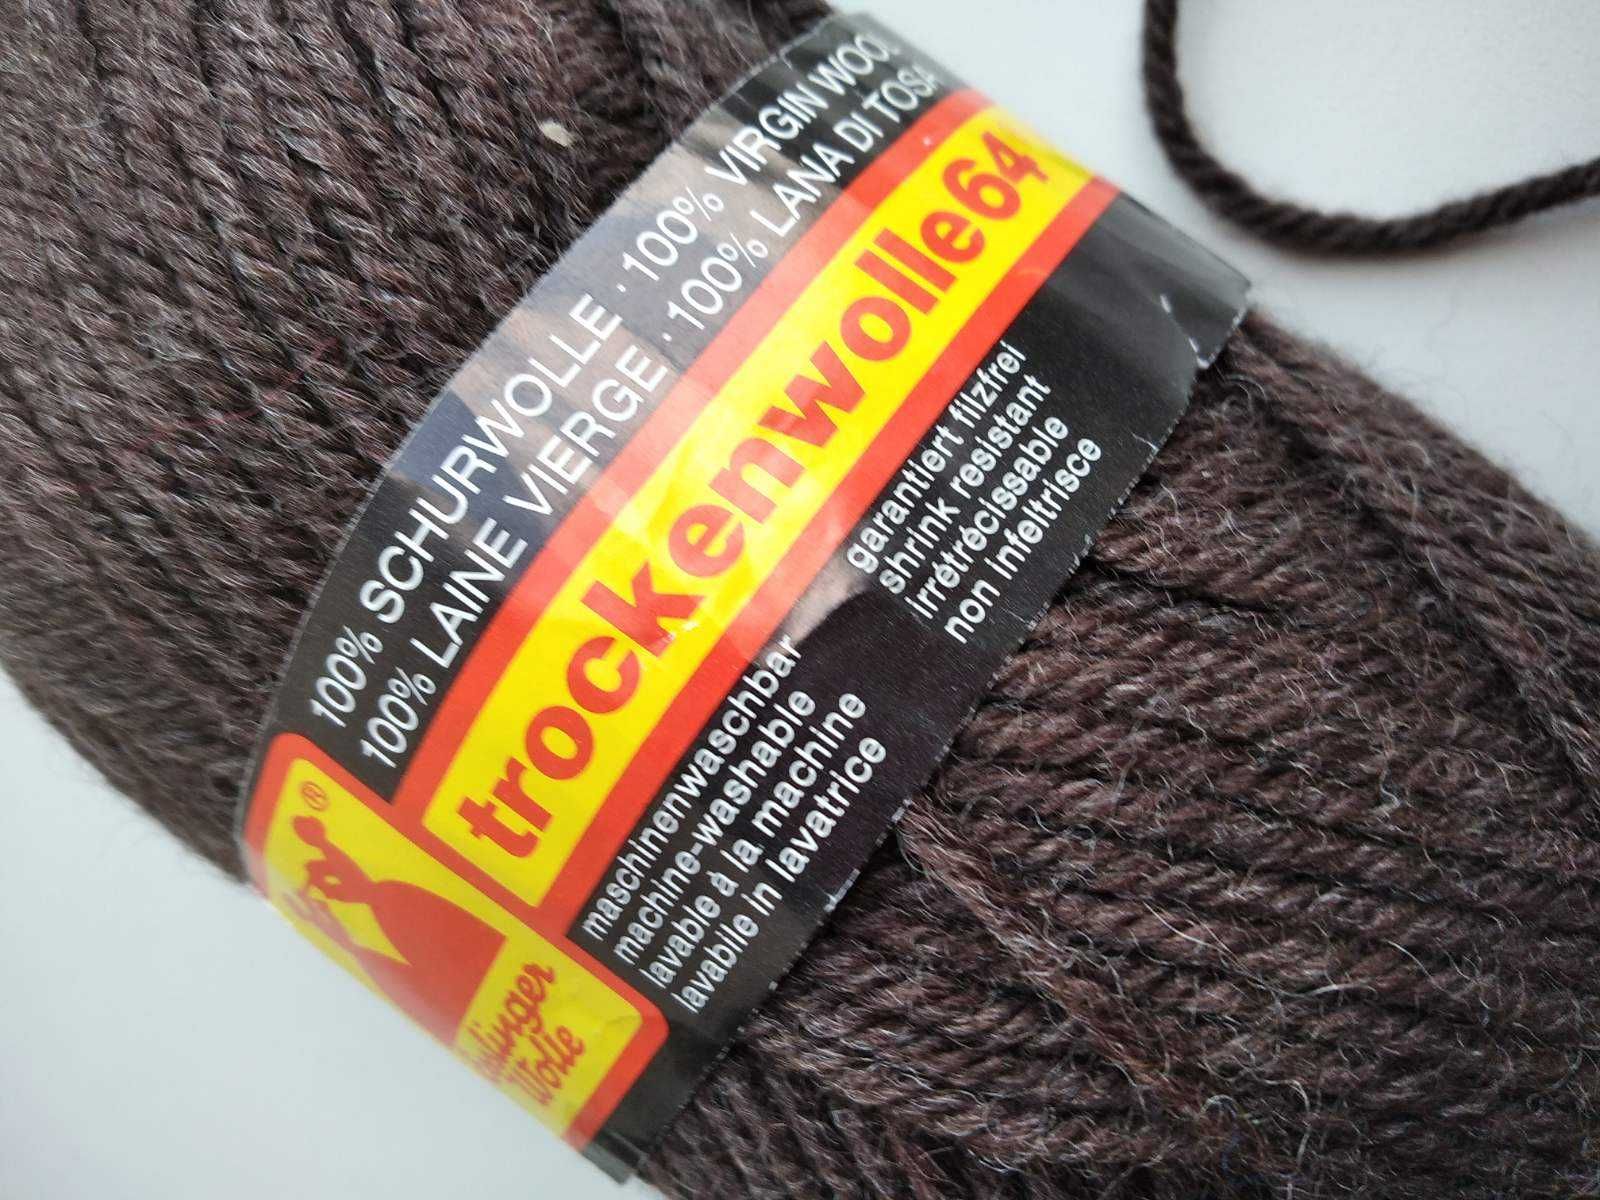 100% SCHURWOLLE · 100% VIRGIN WOOL
100% LAINE VIERGE · 100% LANA DI TOSA
trockenwolle64
garantiert filzfrei
shrink resistant
irrétrécissable
non infeltrisce
maschinenwaschbar
machine-washable
lavable à la machine
lavabile in lavatrice
®
Wolle